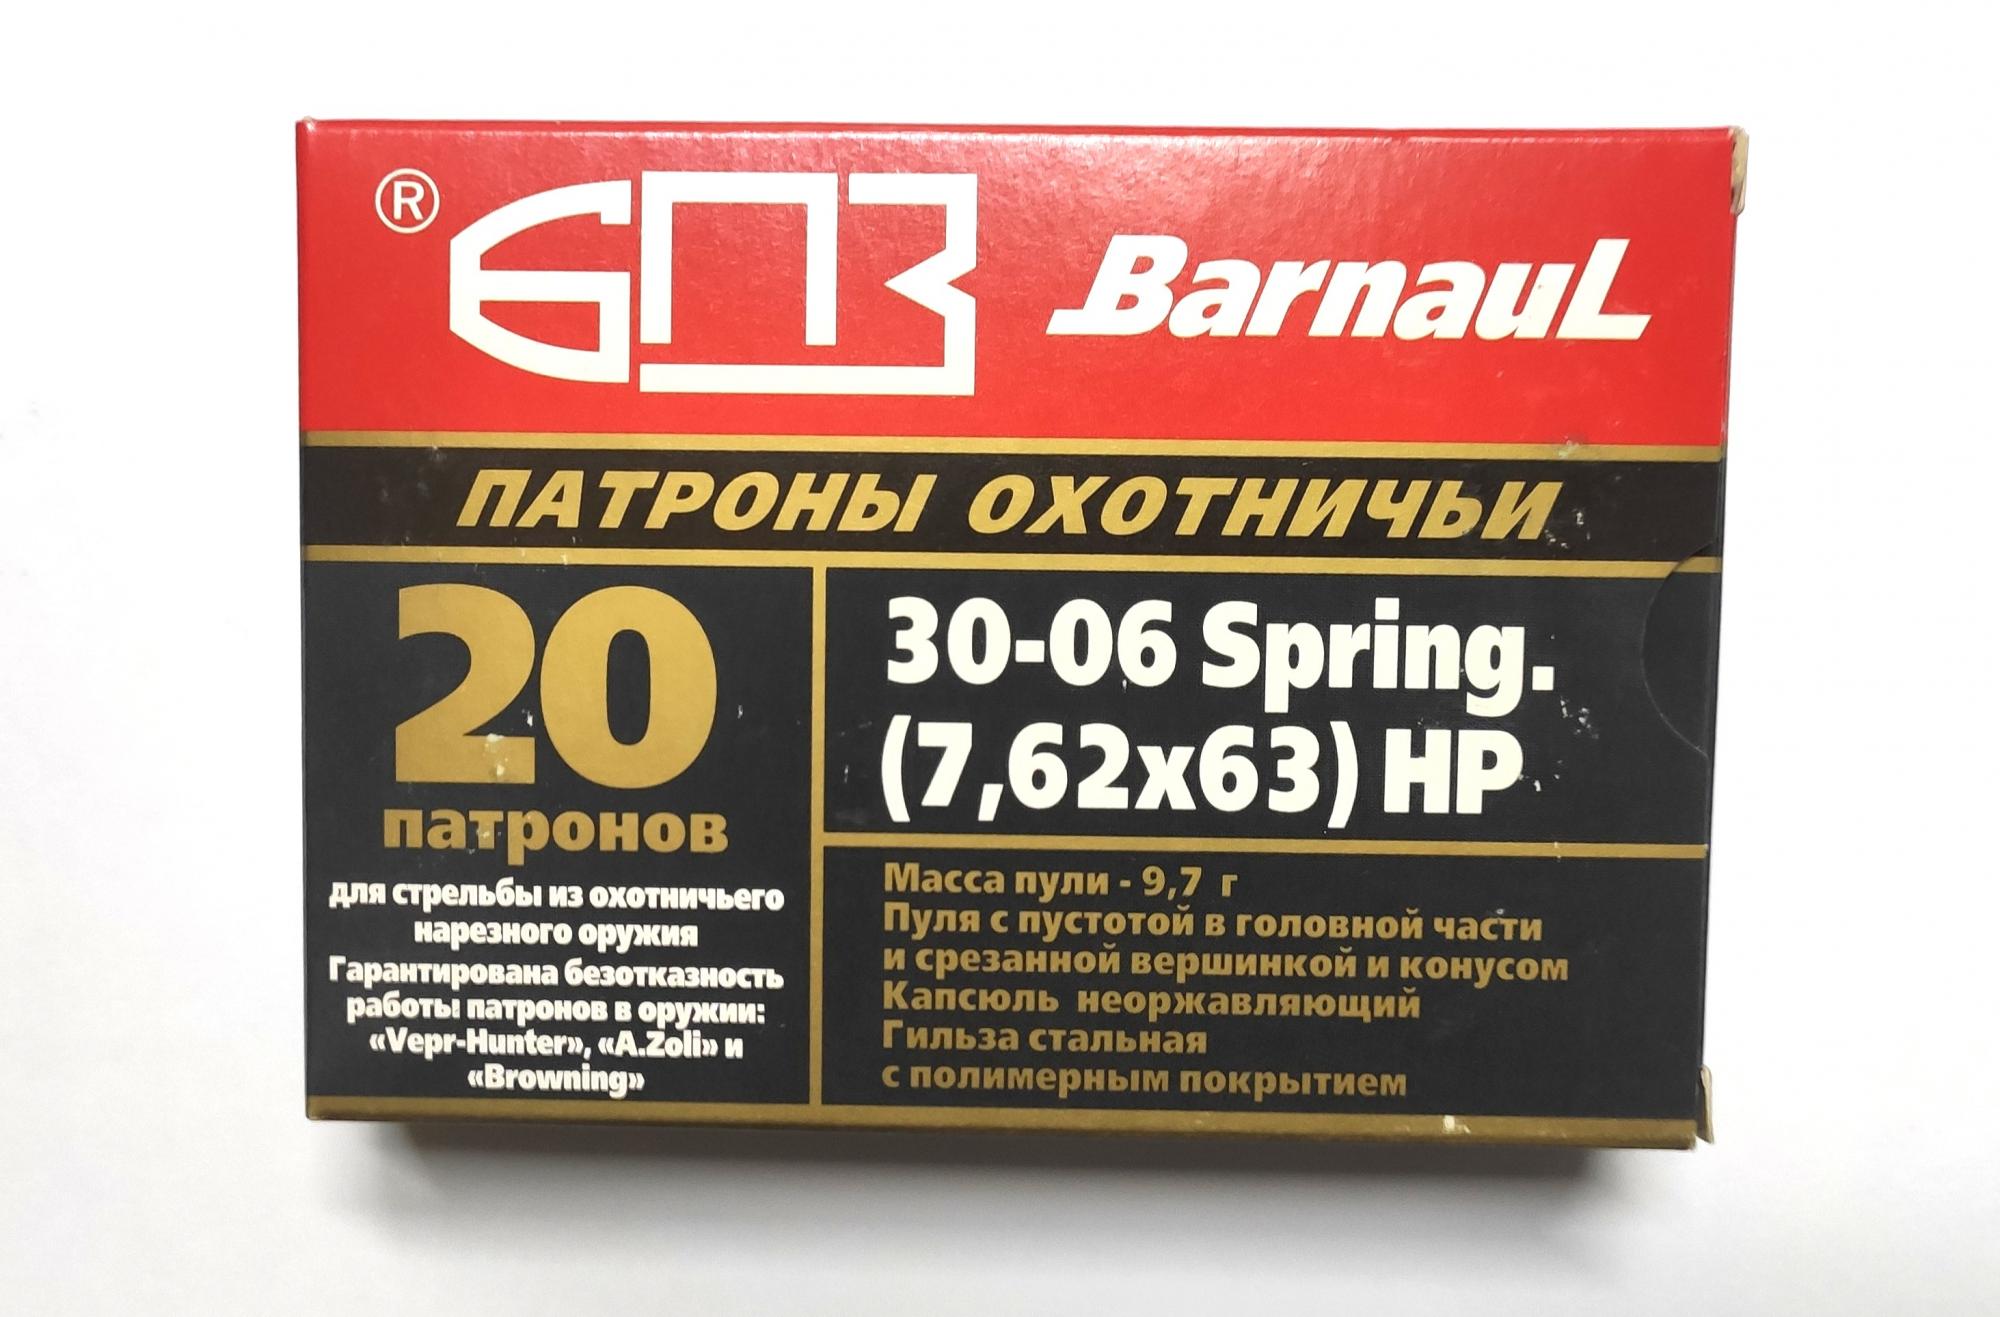 ® БПЗ Barnaul
ПАТРОНЫ ОХОТНИЧЬИ
20
патронов
для стрельбы из охотничьего
нарезного оружия
Гарантирована безотказность
работы патронов в оружии:
«Vepr-Hunter», «A.Zoli» и
«Browning»
30-06 Spring.
(7,62x63) HP
Масса пули - 9,7 г
Пуля с пустотой в головной части
и срезанной вершинкой и конусом
Капсюль неоржавляющий
Гильза стальная
с полимерным покрытием